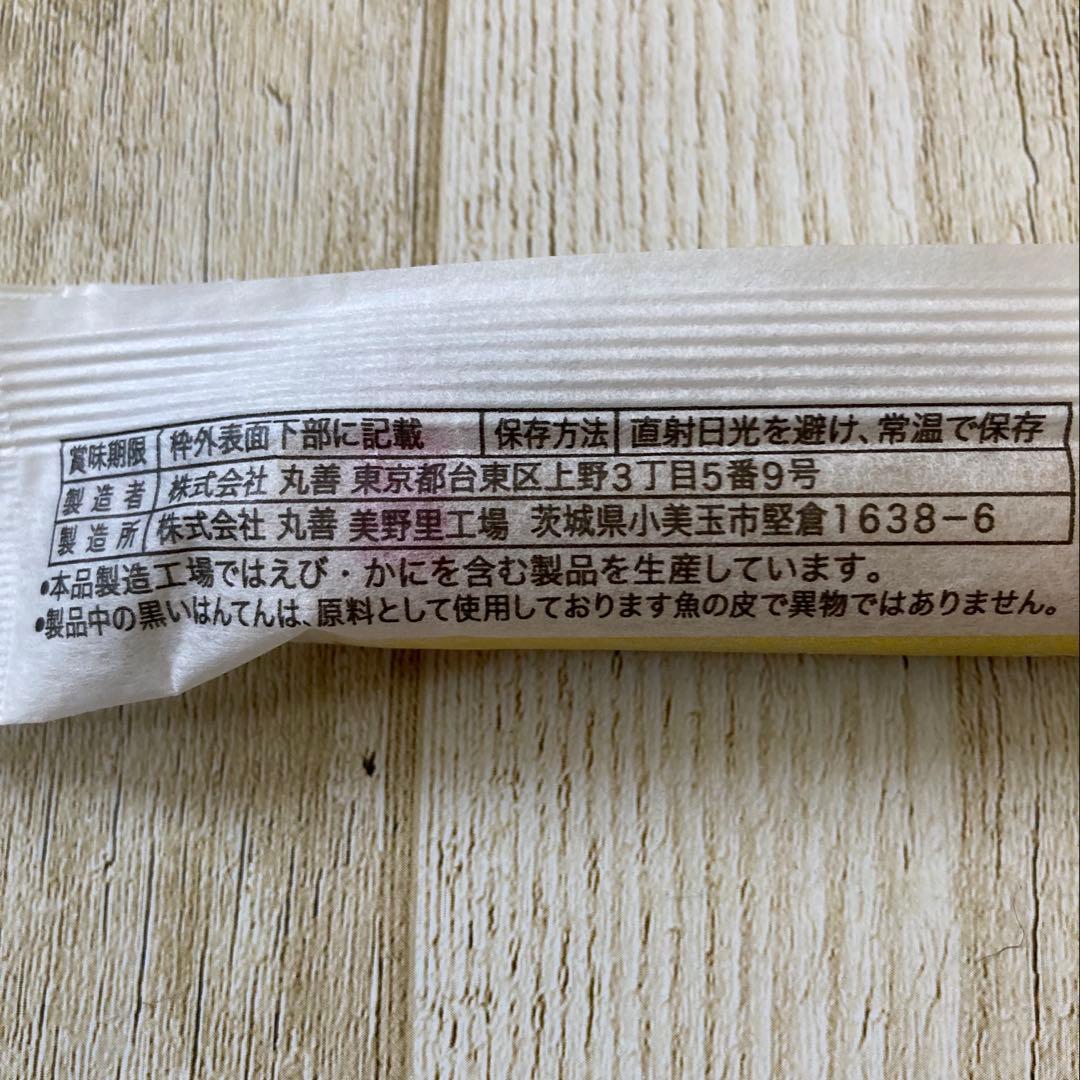 賞味期限 枠外表面下部に記載 保存方法 直射日光を避け、常温で保存
製造者 株式会社 丸善 東京都台東区上野3丁目5番9号
製造所 株式会社 丸善 美野里工場 茨城県小美玉市堅倉1638-6
•本品製造工場ではえび・かにを含む製品を生産しています。
•製品中の黒いはんてんは、原料として使用しております魚の皮で異物ではありません。